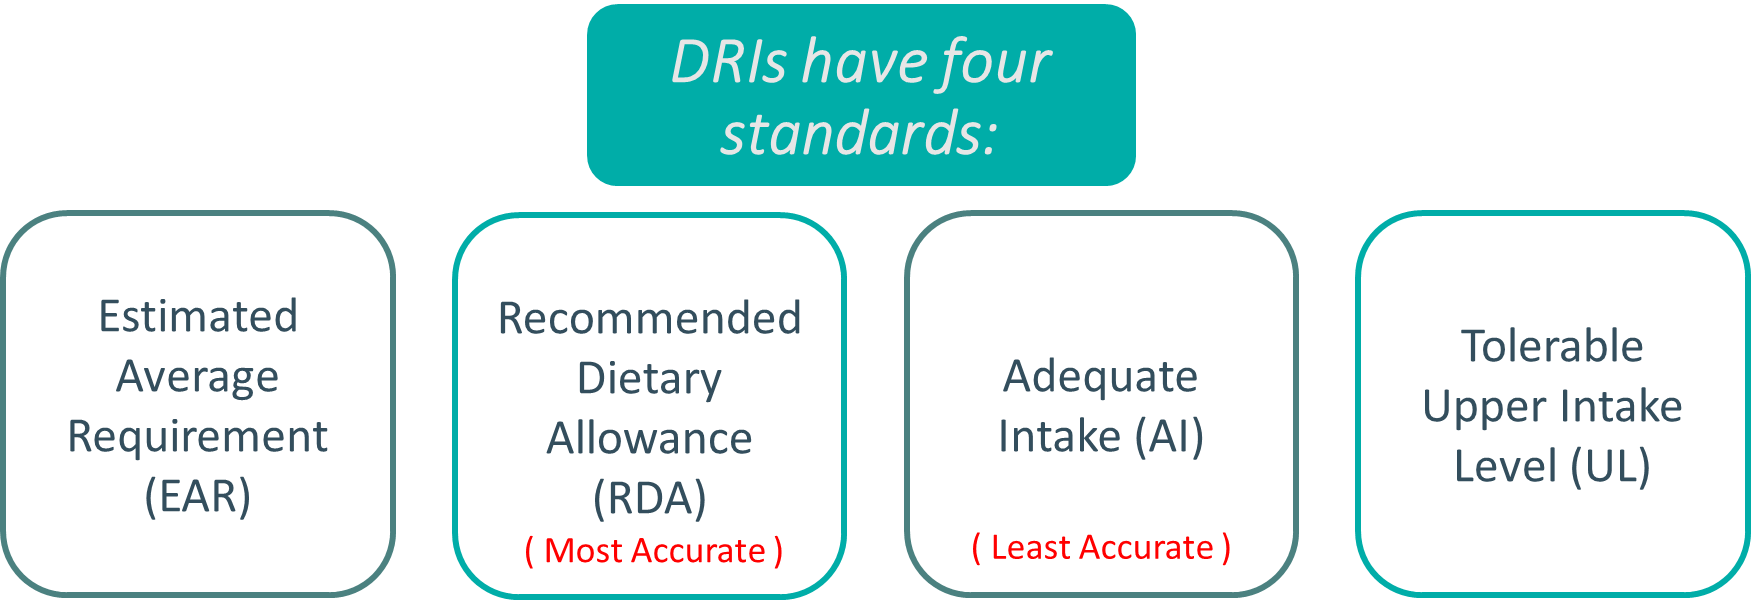 DRIs have four
standards:
Estimated
Average
Requirement
(EAR)
Recommended
Dietary
Allowance
(RDA)
( Most Accurate )
Adequate
Intake (AI)
( Least Accurate )
Tolerable
Upper Intake
Level (UL)